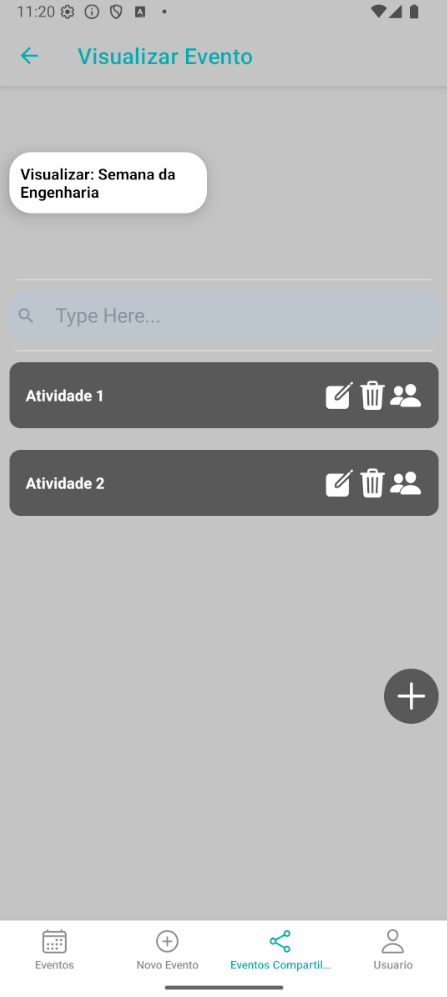 11:20
Visualizar Evento
Visualizar: Semana da
Engenharia
Type Here...
Atividade 1
Atividade 2
Eventos
Novo Evento
Eventos Compartil...
Usuario